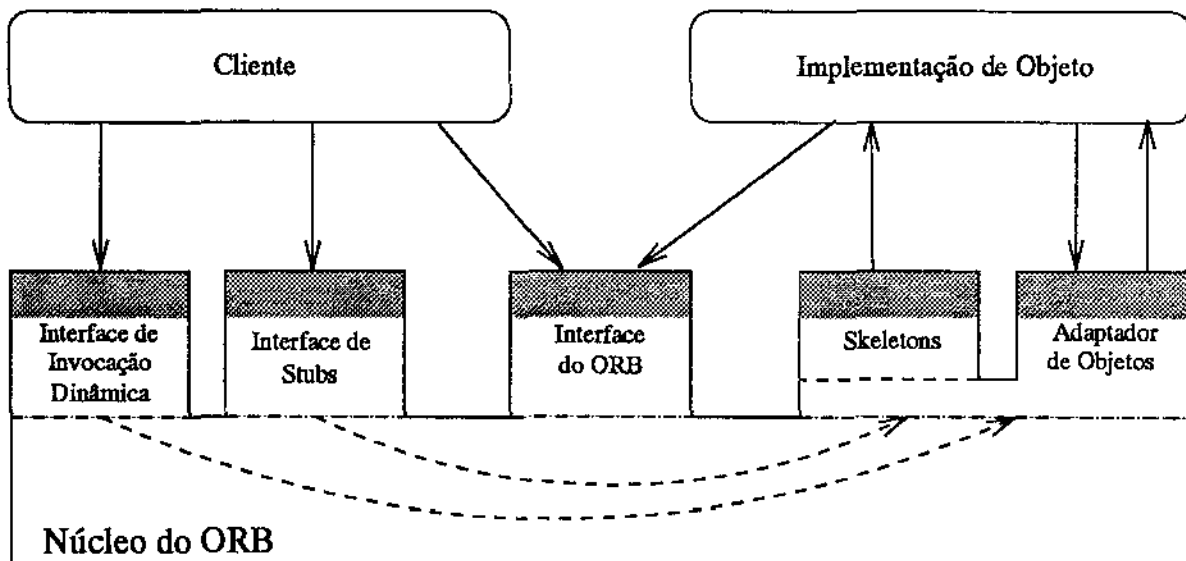 Cliente
Implementação de Objeto
Interface de
Invocação
Dinâmica
Interface de
Stubs
Interface
do ORB
Skeletons
Adaptador
de Objetos
Núcleo do ORB